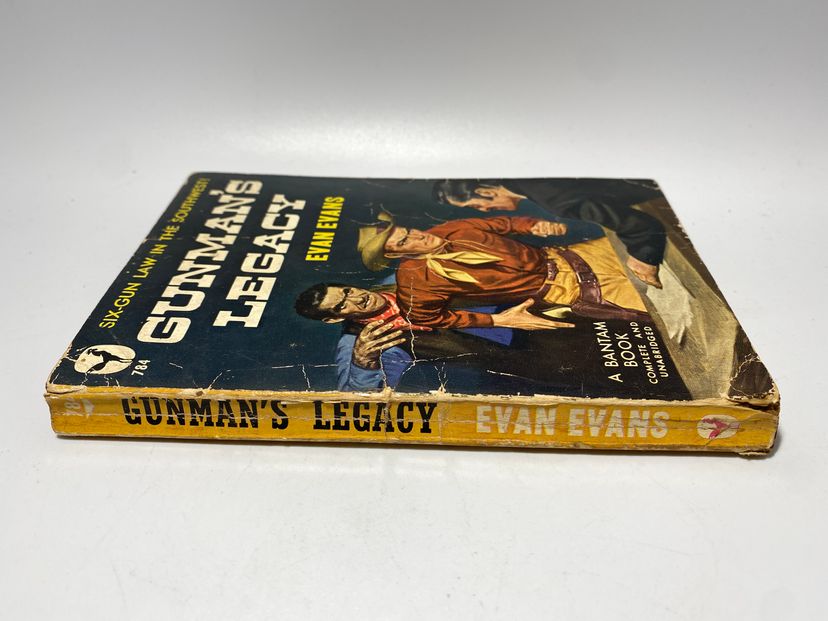 SIX-GUN LAW IN THE SOUTHWEST!
GUNMAN'S
LEGACY
EVAN EVANS
784
A BANTAM
BOOK
COMPLETE AND
UNABRIDGED
GUNMAN'S LEGACY EVAN EVANS